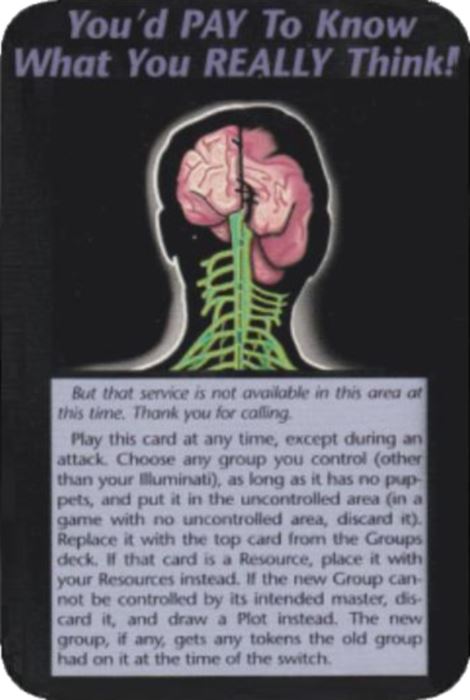 You'd PAY To Know
What You REALLY Think!
But that service is not available in this area at
this time. Thank you for calling.
Play this card at any time, except during an
attack. Choose any group you control (other
than your Illuminati), as long as it has no pup-
pets, and put it in the uncontrolled area (in a
game with no uncontrolled area, discard it).
Replace it with the top card from the Groups
deck. If that card is a Resource, place it with
your Resources instead. If the new Group can-
not be controlled by its intended master, dis-
card it, and draw a Plot instead. The new
group, if any, gets any tokens the old group
had on it at the time of the switch.